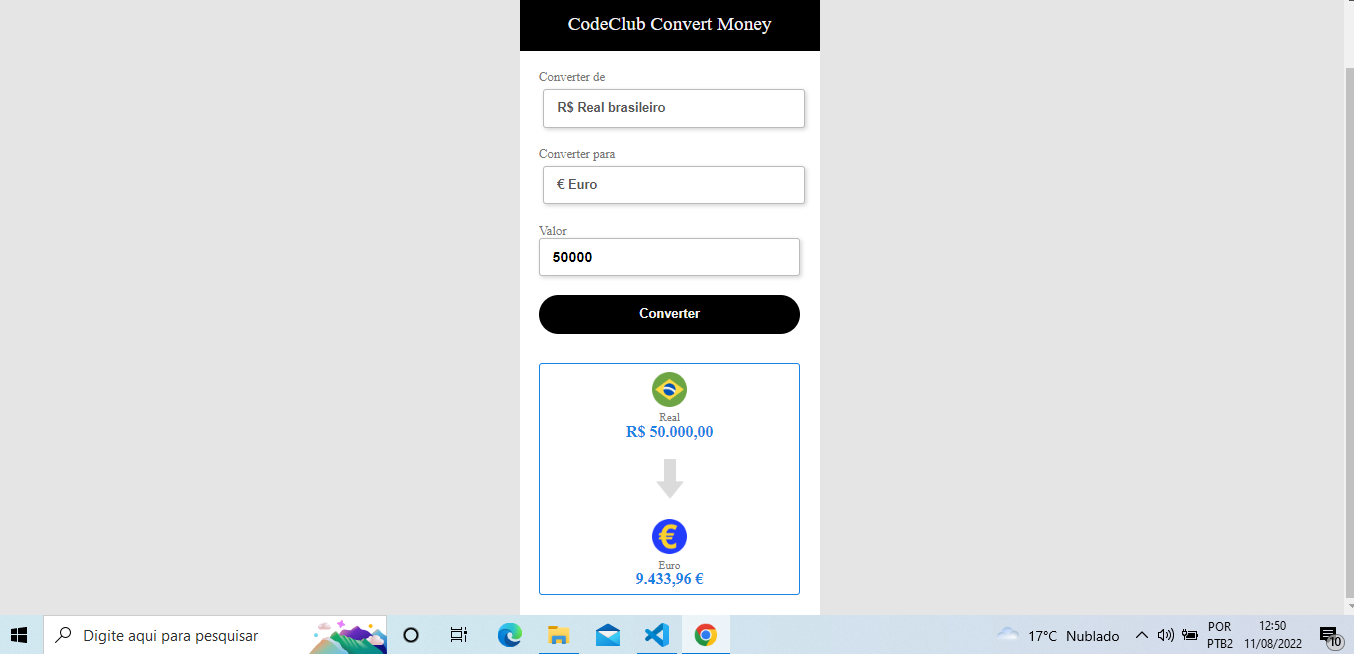 CodeClub Convert Money
Converter de
R$ Real brasileiro
Converter para
€ Euro
Valor
50000
Converter
Real
R$ 50.000,00
€
Euro
9.433,96 €
Digite aqui para pesquisar
17°C Nublado
POR
PTB2
12:50
11/08/2022
10